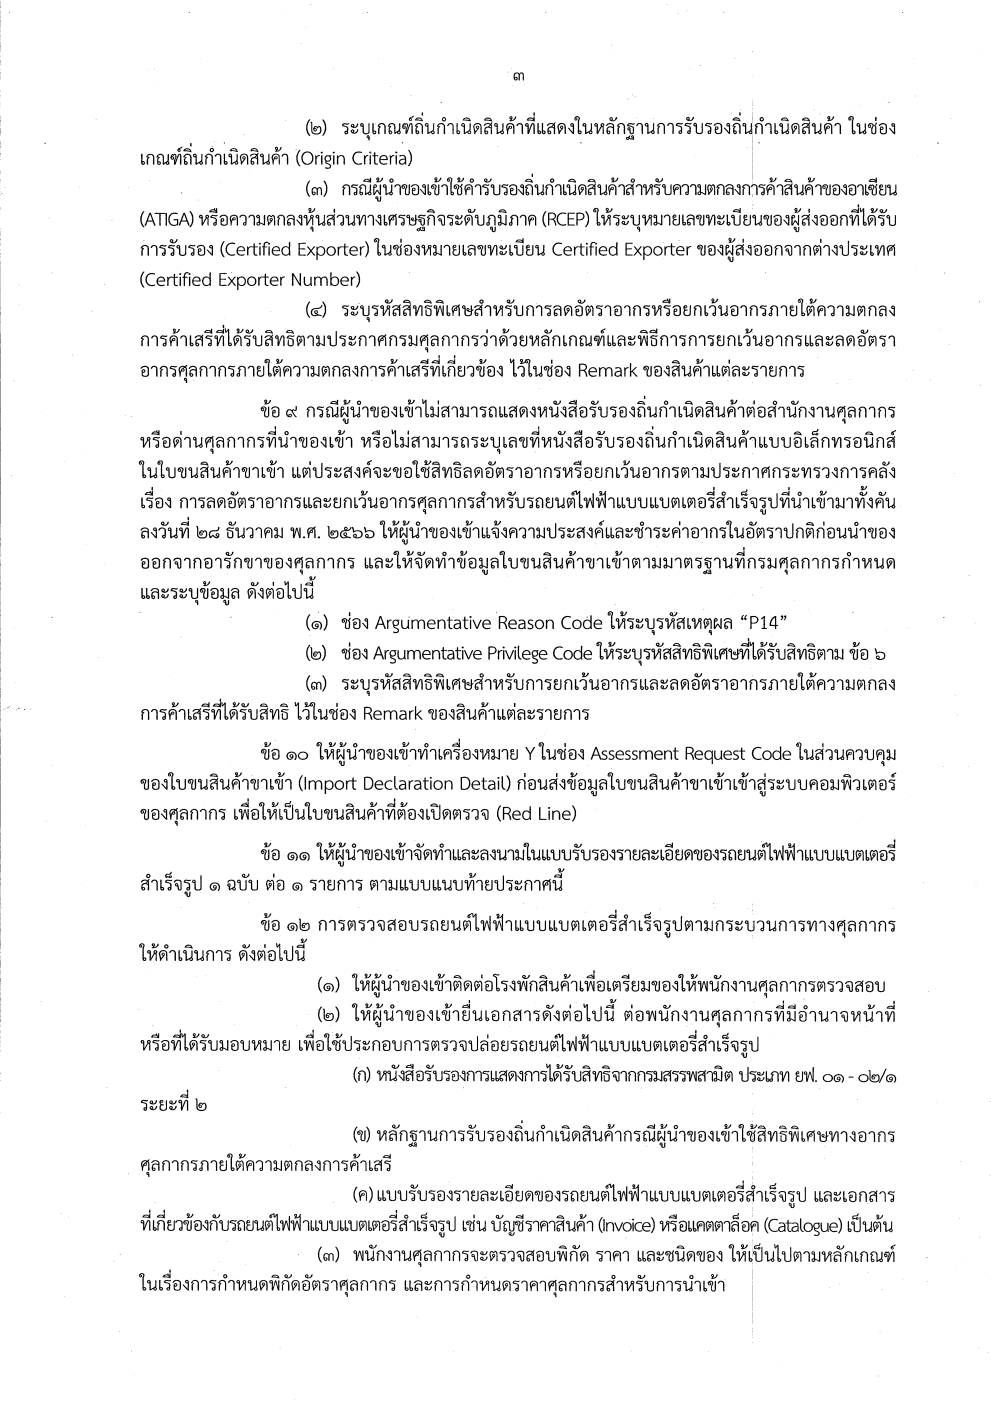 ๓
(๒) ระบุเกณฑ์ถิ่นกำเนิดสินค้าที่แสดงในหลักฐานการรับรองถิ่นกำเนิดสินค้า ในช่อง
เกณฑ์ถิ่นกำเนิดสินค้า (Origin Criteria)
(๓) กรณีผู้นำของเข้าใช้คำรับรองถิ่นกำเนิดสินค้าสำหรับความตกลงการค้าสินค้าของอาเซียน
(ATIGA) หรือความตกลงหุ้นส่วนทางเศรษฐกิจระดับภูมิภาค (RCEP) ให้ระบุหมายเลขทะเบียนของผู้ส่งออกที่ได้รับ
การรับรอง (Certified Exporter) ในช่องหมายเลขทะเบียน Certified Exporter ของผู้ส่งออกจากต่างประเทศ
(Certified Exporter Number)
(๔) ระบุรหัสสิทธิพิเศษสำหรับการลดอัตราอากรหรือยกเว้นอากรภายใต้ความตกลง
การค้าเสรีที่ได้รับสิทธิตามประกาศกรมศุลกากรว่าด้วยหลักเกณฑ์และพิธีการการยกเว้นอากรและลดอัตรา
อากรศุลกากรภายใต้ความตกลงการค้าเสรีที่เกี่ยวข้อง ไว้ในช่อง Remark ของสินค้าแต่ละรายการ
ข้อ ๙ กรณีผู้นำของเข้าไม่สามารถแสดงหนังสือรับรองถิ่นกำเนิดสินค้าต่อสำนักงานศุลกากร
หรือด่านศุลกากรที่นำของเข้า หรือไม่สามารถระบุเลขที่หนังสือรับรองถิ่นกำเนิดสินค้าแบบอิเล็กทรอนิกส์
ในใบขนสินค้าขาเข้า แต่ประสงค์จะขอใช้สิทธิลดอัตราอากรหรือยกเว้นอากรตามประกาศกระทรวงการคลัง
เรื่อง การลดอัตราอากรและยกเว้นอากรศุลกากรสำหรับรถยนต์ไฟฟ้าแบบแบตเตอรี่สำเร็จรูปที่นำเข้ามาทั้งคัน
ลงวันที่ ๒๘ ธันวาคม พ.ศ. ๒๕๖๖ ให้ผู้นำของเข้าแจ้งความประสงค์และชำระค่าอากรในอัตราปกติก่อนนำของ
ออกจากอารักขาของศุลกากร และให้จัดทำข้อมูลใบขนสินค้าขาเข้าตามมาตรฐานที่กรมศุลกากรกำหนด
และระบุข้อมูล ดังต่อไปนี้
(๑) ช่อง Argumentative Reason Code ให้ระบุรหัสเหตุผล “P14”
(๒) ช่อง Argumentative Privilege Code ให้ระบุรหัสสิทธิพิเศษที่ได้รับสิทธิตาม ข้อ ๖
(๓) ระบุรหัสสิทธิพิเศษสำหรับการยกเว้นอากรและลดอัตราอากรภายใต้ความตกลง
การค้าเสรีที่ได้รับสิทธิ ไว้ในช่อง Remark ของสินค้าแต่ละรายการ
ข้อ ๑๐ ให้ผู้นำของเข้าทำเครื่องหมาย Y ในช่อง Assessment Request Code ในส่วนควบคุม
ของใบขนสินค้าขาเข้า (Import Declaration Detail) ก่อนส่งข้อมูลใบขนสินค้าขาเข้าเข้าสู่ระบบคอมพิวเตอร์
ของศุลกากร เพื่อให้เป็นใบขนสินค้าที่ต้องเปิดตรวจ (Red Line)
ข้อ ๑๑ ให้ผู้นำของเข้าจัดทำและลงนามในแบบรับรองรายละเอียดของรถยนต์ไฟฟ้าแบบแบตเตอรี่
สำเร็จรูป ๑ ฉบับ ต่อ ๑ รายการ ตามแบบแนบท้ายประกาศนี้
ข้อ ๑๒ การตรวจสอบรถยนต์ไฟฟ้าแบบแบตเตอรี่สำเร็จรูปตามกระบวนการทางศุลกากร
ให้ดำเนินการ ดังต่อไปนี้
(๑) ให้ผู้นำของเข้าติดต่อโรงพักสินค้าเพื่อเตรียมของให้พนักงานศุลกากรตรวจสอบ
(๒) ให้ผู้นำของเข้ายื่นเอกสารดังต่อไปนี้ ต่อพนักงานศุลกากรที่มีอำนาจหน้าที่
หรือที่ได้รับมอบหมาย เพื่อใช้ประกอบการตรวจปล่อยรถยนต์ไฟฟ้าแบบแบตเตอรี่สำเร็จรูป
(ก) หนังสือรับรองการแสดงการได้รับสิทธิจากกรมสรรพสามิต ประเภท ยฟ. ๐๑ - ๐๒/๑
ระยะที่ ๒
(ข) หลักฐานการรับรองถิ่นกำเนิดสินค้ากรณีผู้นำของเข้าใช้สิทธิพิเศษทางอากร
ศุลกากรภายใต้ความตกลงการค้าเสรี
(ค) แบบรับรองรายละเอียดของรถยนต์ไฟฟ้าแบบแบตเตอรี่สำเร็จรูป และเอกสาร
ที่เกี่ยวข้องกับรถยนต์ไฟฟ้าแบบแบตเตอรี่สำเร็จรูป เช่น บัญชีราคาสินค้า (Invoice) หรือแคตตาล็อค (Catalogue) เป็นต้น
(๓) พนักงานศุลกากรจะตรวจสอบพิกัด ราคา และชนิดของ ให้เป็นไปตามหลักเกณฑ์
ในเรื่องการกำหนดพิกัดอัตราศุลกากร และการกำหนดราคาศุลกากรสำหรับการนำเข้า